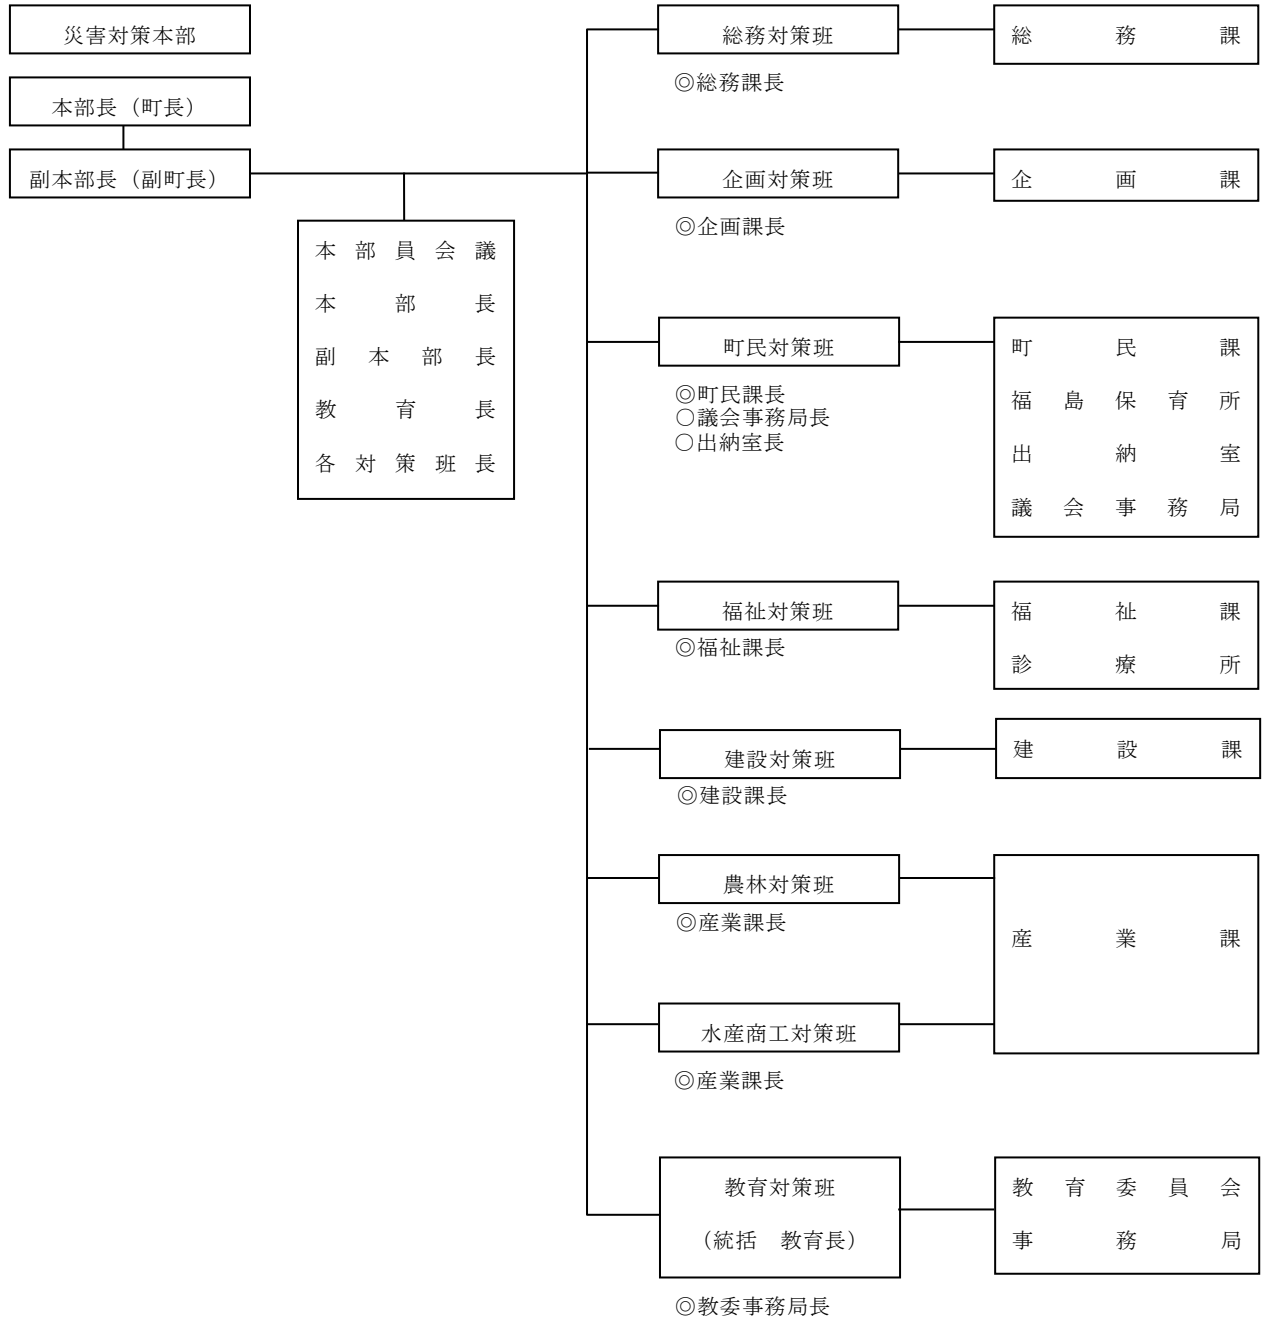 災害対策本部
本部長（町長）
副本部長（副町長）
本部員会議
本部長
副本部長
教育長
各対策班長
総務対策班
◎総務課長
総務課
企画対策班
◎企画課長
企画課
町民対策班
◎町民課長
○議会事務局長
○出納室長
町民課
福島保育所
出納室
議会事務局
福祉対策班
◎福祉課長
福祉課
診療所
建設対策班
◎建設課長
建設課
農林対策班
◎産業課長
産業課
水産商工対策班
◎産業課長
教育対策班
（統括　教育長）
◎教委事務局長
教育委員会
事務局